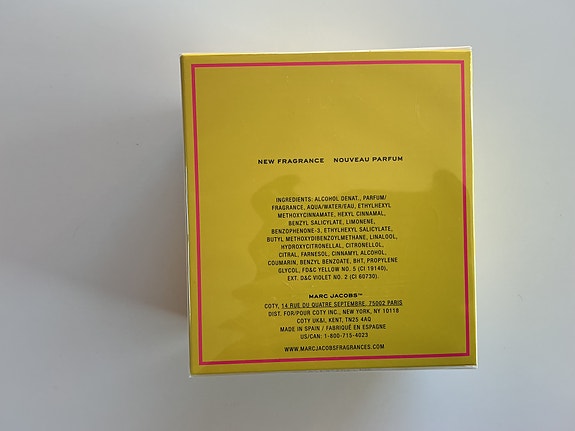 NEW FRAGRANCE NOUVEAU PARFUM
INGREDIENTS: ALCOHOL DENAT., PARFUM/
FRAGRANCE, AQUA/WATER/EAU, ETHYLHEXYL
METHOXYCINNAMATE, HEXYL CINNAMAL,
BENZYL SALICYLATE, LIMONENE,
BENZOPHENONE-3, ETHYLHEXYL SALICYLATE,
BUTYL METHOXYDIBENZOYLMETHANE, LINALOOL,
HYDROXYCITRONELLAL, CITRONELLOL,
CITRAL, FARNESOL, CINNAMYL ALCOHOL,
COUMARIN, BENZYL BENZOATE, BHT, PROPYLENE
GLYCOL, FD&C YELLOW NO. 5 (CI 19140),
EXT. D&C VIOLET NO. 2 (CI 60730).
MARC JACOBS™
COTY, 14 RUE DU QUATRE SEPTEMBRE, 75002 PARIS
DIST. FOR/POUR COTY INC., NEW YORK, NY 10118
COTY UK&I, KENT, TN25 4AQ
MADE IN SPAIN / FABRIQUÉ EN ESPAGNE
US/CAN: 1-800-715-4023
WWW.MARCJACOBSFRAGRANCES.COM